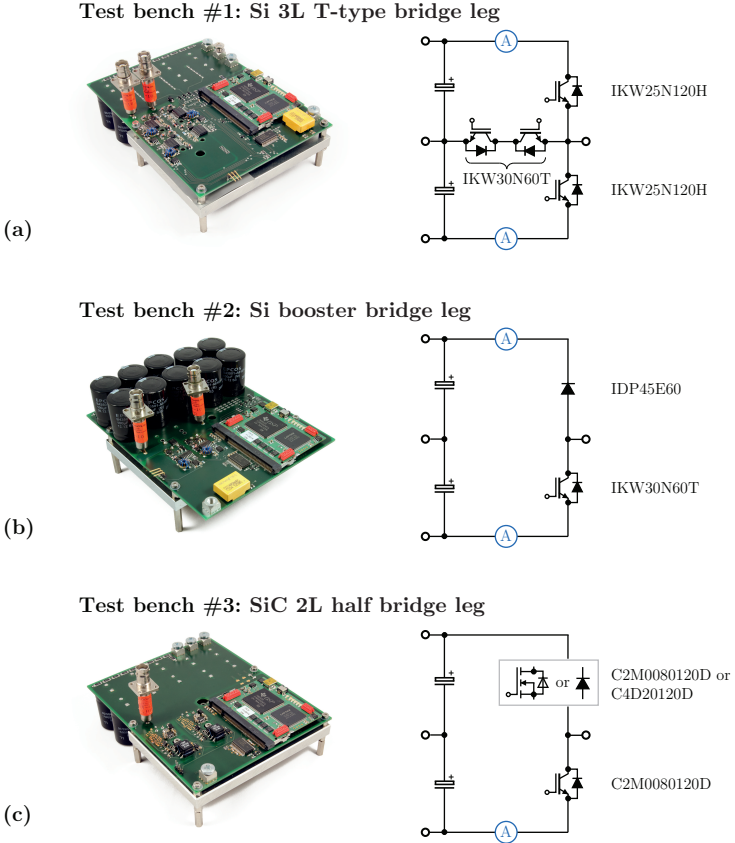 Test bench #1: Si 3L T-type bridge leg
A
IKW25N120H
IKW30N60T
IKW25N120H
A
(a)
Test bench #2: Si booster bridge leg
A
IDP45E60
IKW30N60T
A
(b)
Test bench #3: SiC 2L half bridge leg
or
C2M0080120D or
C4D20120D
C2M0080120D
A
(c)